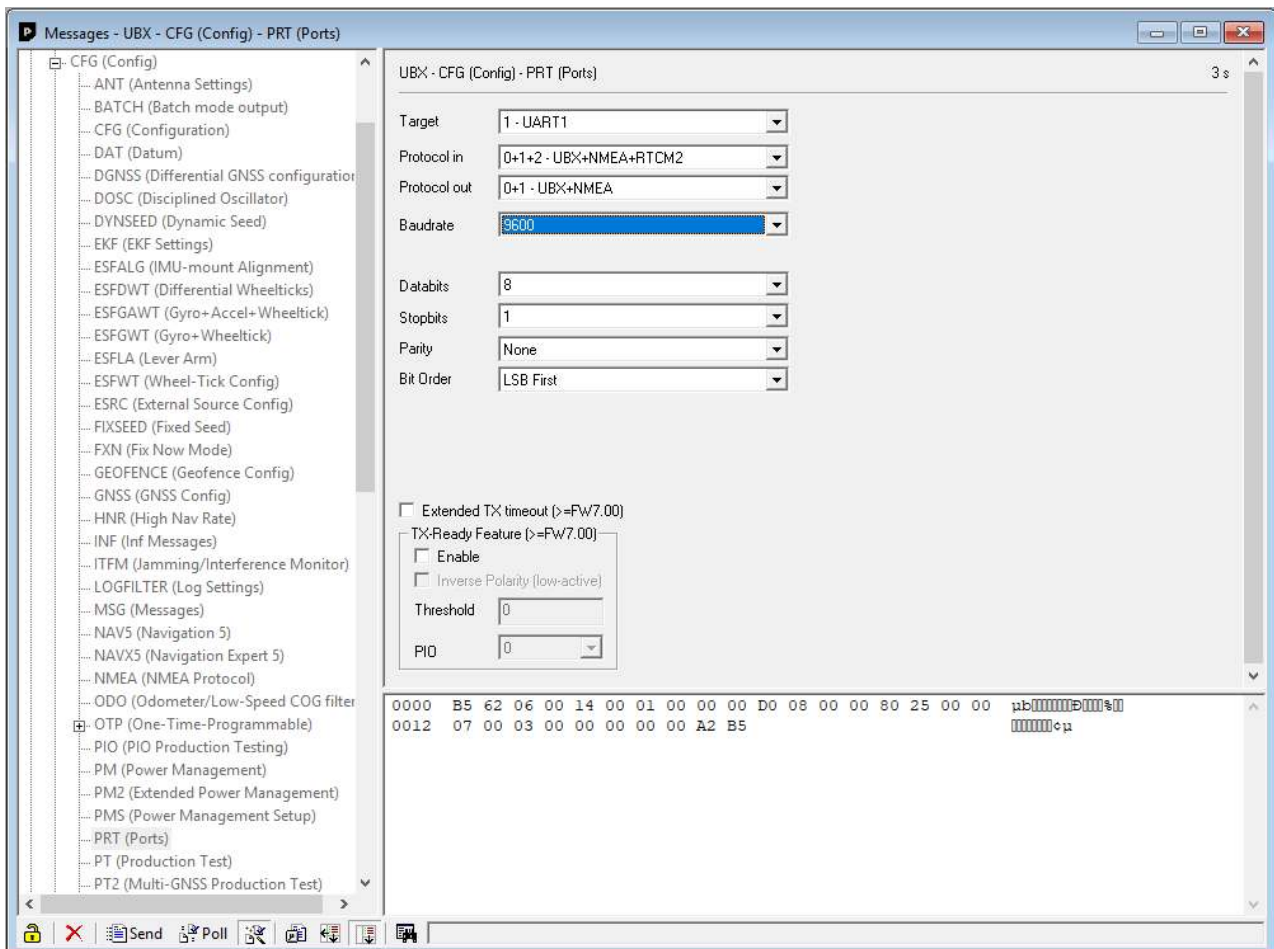 Messages - UBX - CFG (Config) - PRT (Ports)
CFG (Config)
ANT (Antenna Settings)
BATCH (Batch mode output)
CFG (Configuration)
DAT (Datum)
DGNSS (Differential GNSS configuration
DOSC (Disciplined Oscillator)
DYNSEED (Dynamic Seed)
EKF (EKF Settings)
ESFALG (IMU-mount Alignment)
ESFDWT (Differential Wheelticks)
ESFGAWT (Gyro+Accel+Wheeltick)
ESFGWT (Gyro+Wheeltick)
ESFLA (Lever Arm)
ESFWT (Wheel-Tick Config)
ESRC (External Source Config)
FIXSEED (Fixed Seed)
FXN (Fix Now Mode)
GEOFENCE (Geofence Config)
GNSS (GNSS Config)
HNR (High Nav Rate)
INF (Inf Messages)
ITFM (Jamming/Interference Monitor)
LOGFILTER (Log Settings)
MSG (Messages)
NAV5 (Navigation 5)
NAVX5 (Navigation Expert 5)
NMEA (NMEA Protocol)
ODO (Odometer/Low-Speed COG filter
OTP (One-Time-Programmable)
PIO (PIO Production Testing)
PM (Power Management)
PM2 (Extended Power Management)
PMS (Power Management Setup)
PRT (Ports)
PT (Production Test)
PT2 (Multi-GNSS Production Test)
UBX - CFG (Config) - PRT (Ports) 3 s
Target 1 - UART1
Protocol in 0+1+2 - UBX+NMEA+RTCM2
Protocol out 0+1 - UBX+NMEA
Baudrate 9600
Databits 8
Stopbits 1
Parity None
Bit Order LSB First
Extended TX timeout (>=FW7.00)
TX-Ready Feature (>=FW7.00)
Enable
Inverse Polarity (low-active)
Threshold 0
PIO 0
0000 B5 62 06 00 14 00 01 00 00 00 D0 08 00 00 80 25 00 00 µb▯▯▯▯▯▯▯▯Ð▯▯▯▯%▯▯
0012 07 00 03 00 00 00 00 00 A2 B5 ▯▯▯▯▯▯▯▯¢µ
Send Poll